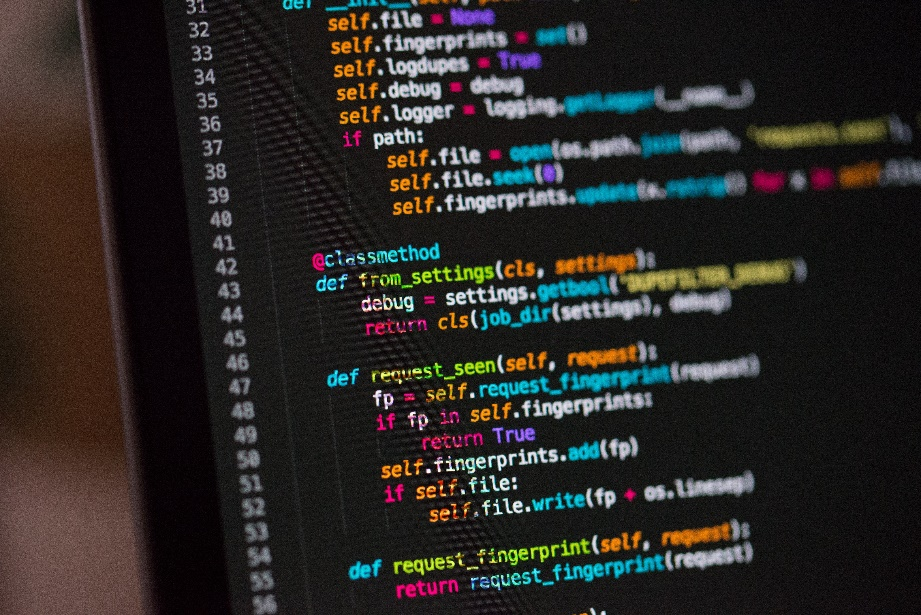 31 def __init__(self,
32 self.file = None
33 self.fingerprints = set()
34 self.logdupes = True
35 self.debug = debug
36 self.logger = logging.getLogger(__name__)
37 if path:
38 self.file = open(os.path.join(path, 'requests.seen'),
39 self.file.seek(0)
40 self.fingerprints.update(x.rstrip() for x in self.file
41
42 @classmethod
43 def from_settings(cls, settings):
44 debug = settings.getbool('DUPEFILTER_DEBUG')
45 return cls(job_dir(settings), debug)
46
47 def request_seen(self, request):
48 fp = self.request_fingerprint(request)
49 if fp in self.fingerprints:
50 return True
51 self.fingerprints.add(fp)
52 if self.file:
53 self.file.write(fp + os.linesep)
54
55 def request_fingerprint(self, request):
56 return request_fingerprint(request)